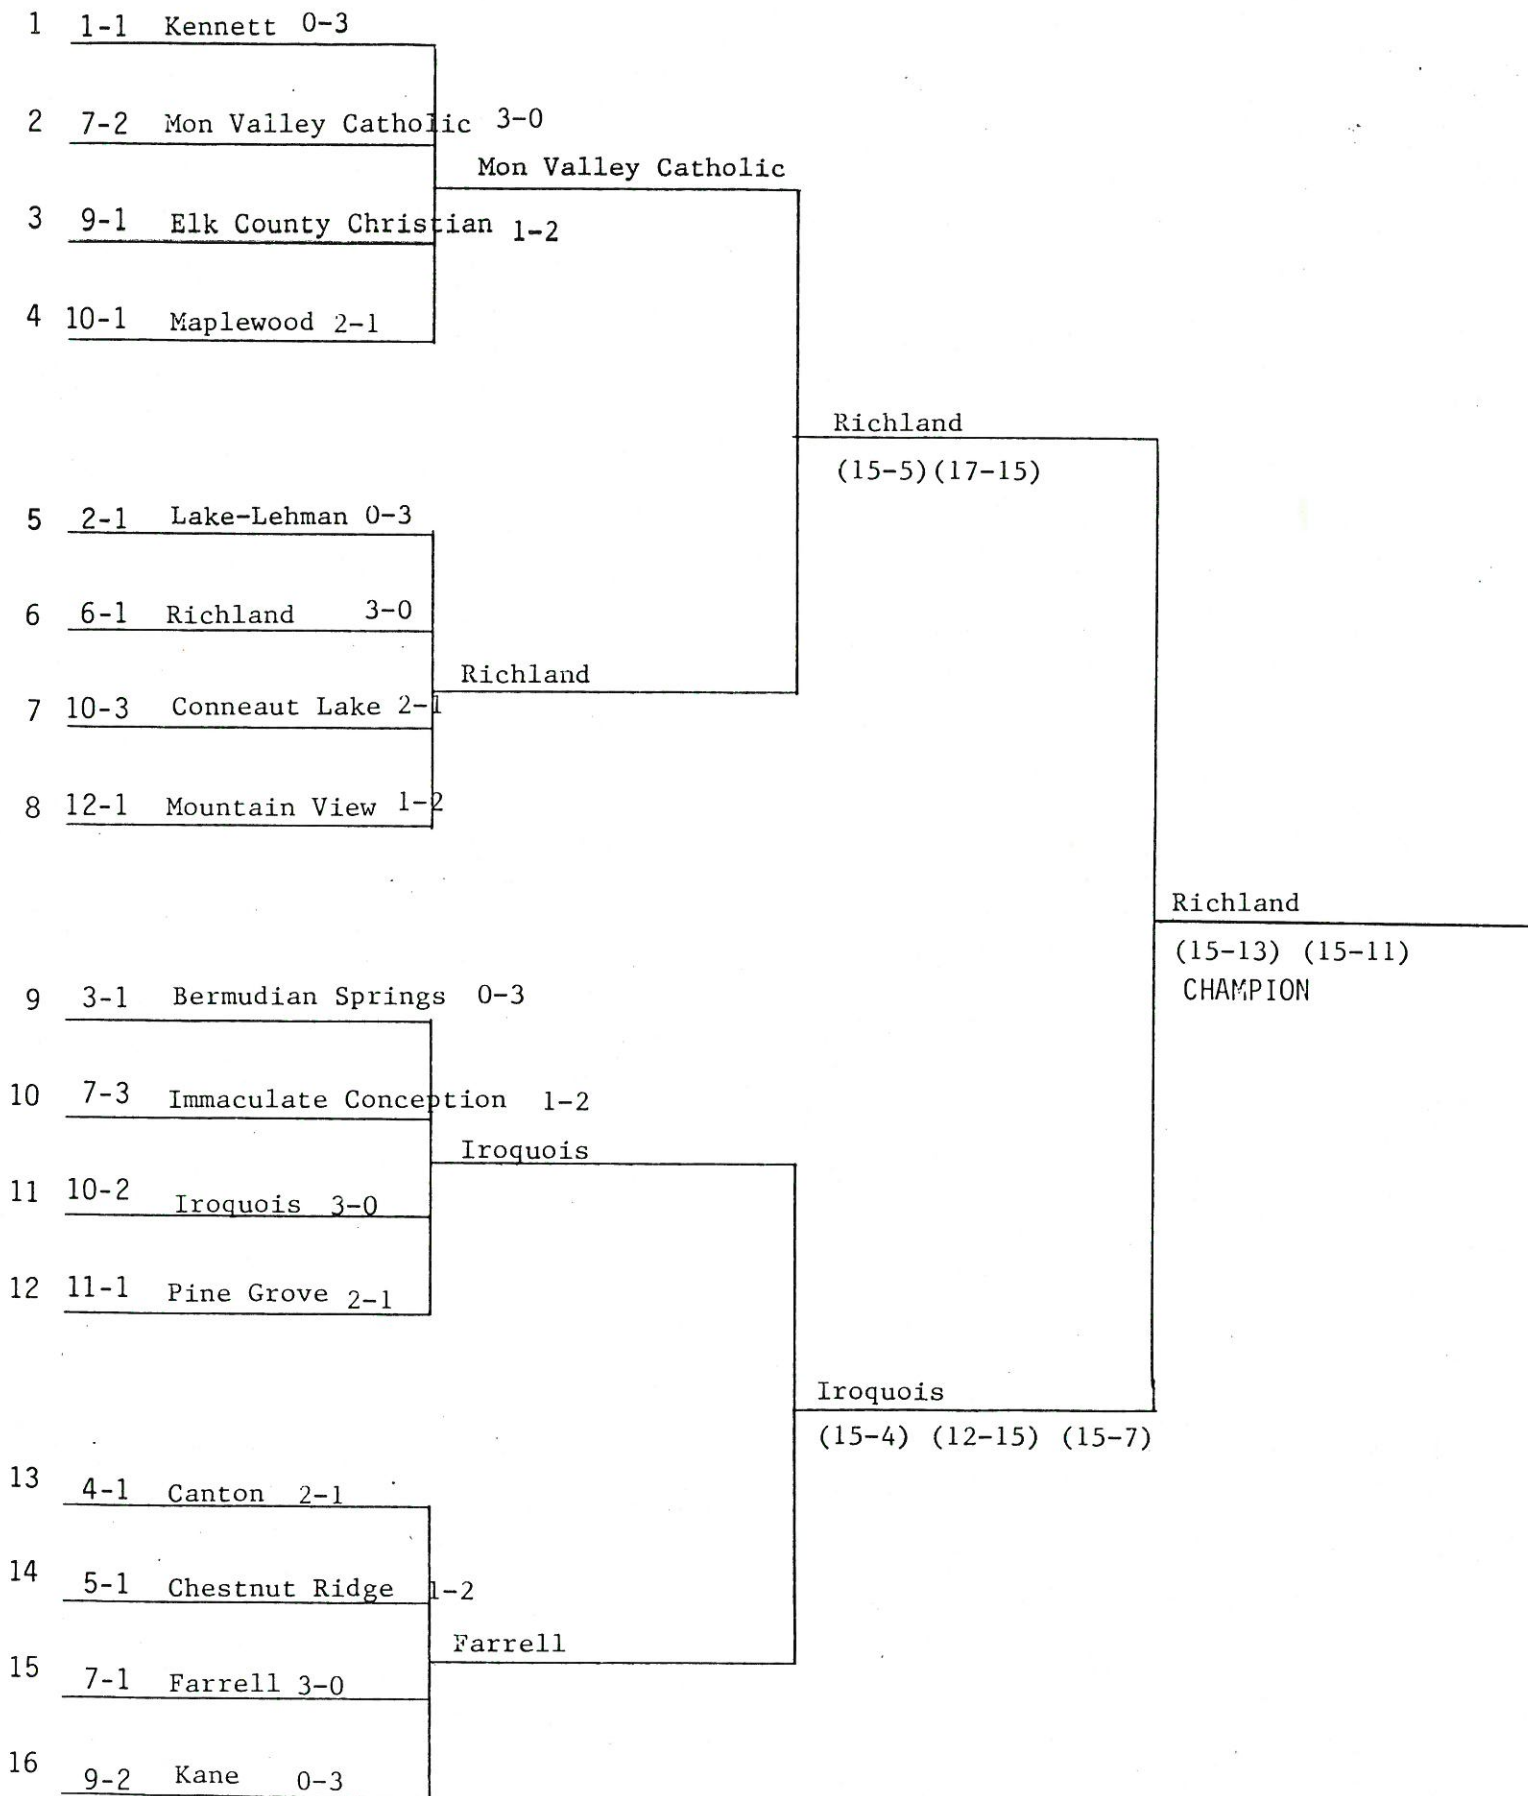 1 1-1 Kennett 0-3
2 7-2 Mon Valley Catholic 3-0
Mon Valley Catholic
3 9-1 Elk County Christian 1-2
4 10-1 Maplewood 2-1
Richland
(15-5)(17-15)
5 2-1 Lake-Lehman 0-3
6 6-1 Richland 3-0
Richland
7 10-3 Conneaut Lake 2-1
8 12-1 Mountain View 1-2
Richland
(15-13) (15-11)
CHAMPION
9 3-1 Bermudian Springs 0-3
10 7-3 Immaculate Conception 1-2
Iroquois
11 10-2 Iroquois 3-0
12 11-1 Pine Grove 2-1
Iroquois
(15-4) (12-15) (15-7)
13 4-1 Canton 2-1
14 5-1 Chestnut Ridge 1-2
Farrell
15 7-1 Farrell 3-0
16 9-2 Kane 0-3